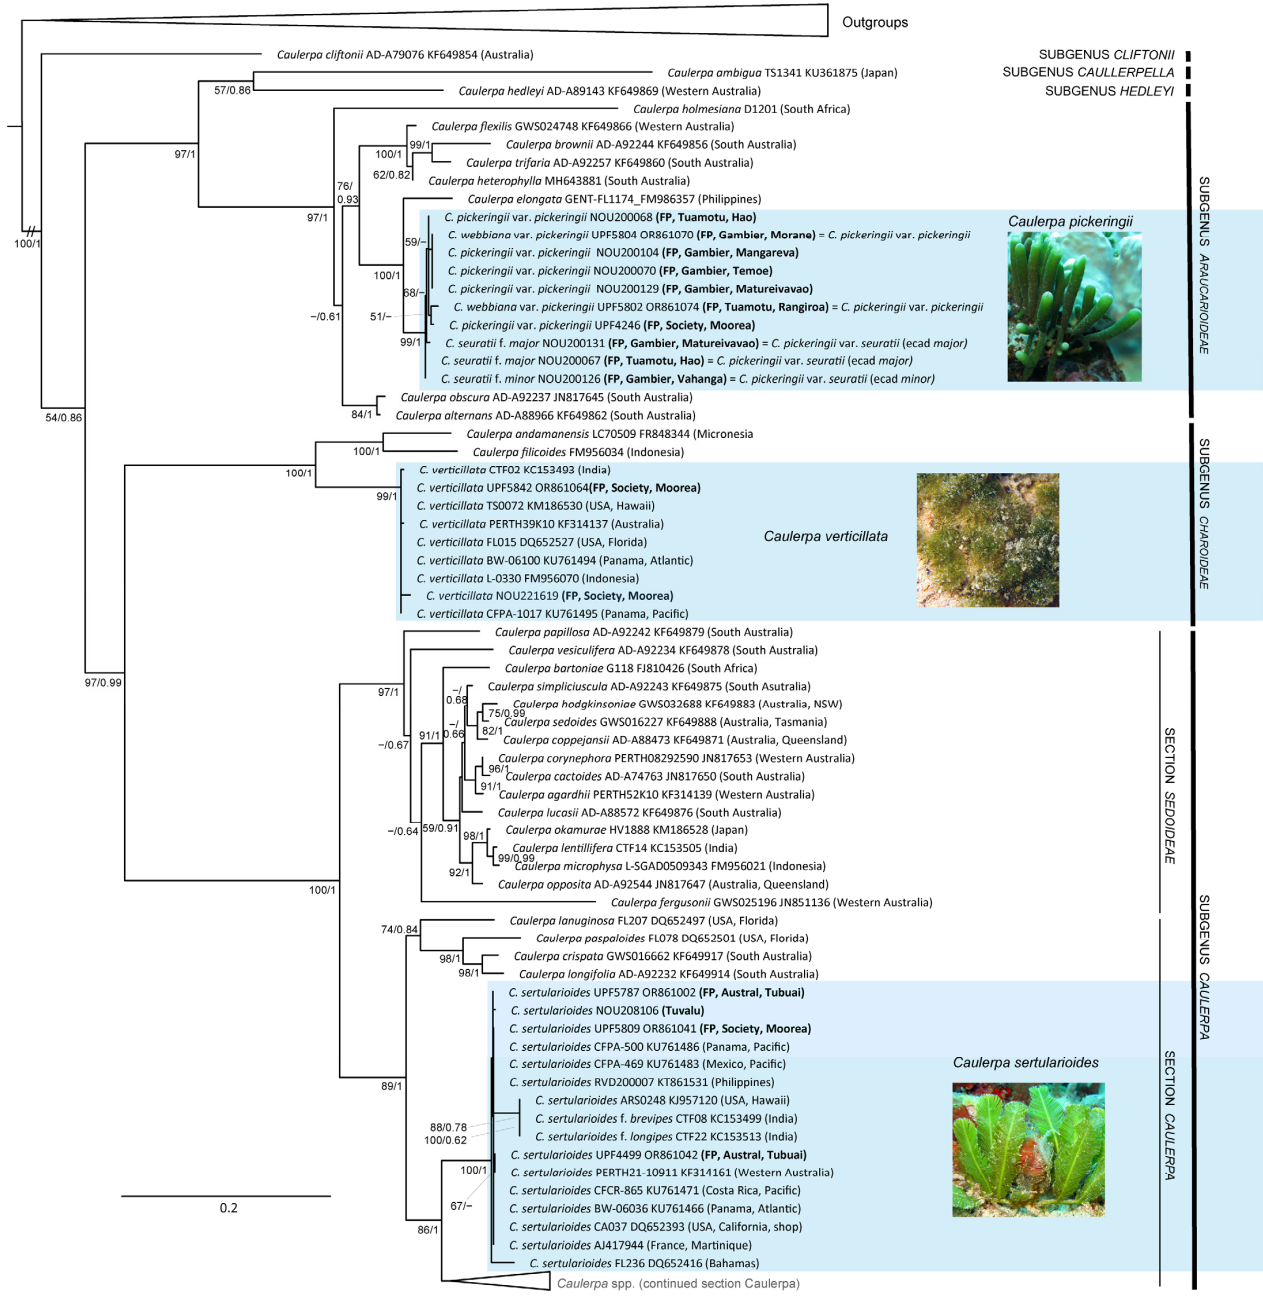 Outgroups
Caulerpa cliftonii AD-A79076 KF649854 (Australia)
SUBGENUS CLIFTONII
Caulerpa ambigua TS1341 KU361875 (Japan)
SUBGENUS CAULLERPELLA
57/0.86
Caulerpa hedleyi AD-A89143 KF649869 (Western Australia)
SUBGENUS HEDLEYI
Caulerpa holmesiana D1201 (South Africa)
Caulerpa flexilis GWS024748 KF649866 (Western Australia)
99/1
Caulerpa brownii AD-A92244 KF649856 (South Australia)
97/1
100/1
Caulerpa trifaria AD-A92257 KF649860 (South Australia)
62/0.82
Caulerpa heterophylla MH643881 (South Australia)
76/
0.93
Caulerpa elongata GENT-FL1174_FM986357 (Philippines)
97/1
C. pickeringii var. pickeringii NOU200068 (FP, Tuamotu, Hao)
Caulerpa pickeringii
SUBGENUS ARAUCARIOIDEAE
100/1
59/–
C. webbiana var. pickeringii UPF5804 OR861070 (FP, Gambier, Morane) = C. pickeringii var. pickeringii
C. pickeringii var. pickeringii NOU200104 (FP, Gambier, Mangareva)
100/1
C. pickeringii var. pickeringii NOU200070 (FP, Gambier, Temoe)
68/–
C. pickeringii var. pickeringii NOU200129 (FP, Gambier, Matureivavao)
C. webbiana var. pickeringii UPF5802 OR861074 (FP, Tuamotu, Rangiroa) = C. pickeringii var. pickeringii
–/0.61
51/–
C. pickeringii var. pickeringii UPF4246 (FP, Society, Moorea)
99/1
C. seuratii f. major NOU200131 (FP, Gambier, Matureivavao) = C. pickeringii var. seuratii (ecad major)
C. seuratii f. major NOU200067 (FP, Tuamotu, Hao) = C. pickeringii var. seuratii (ecad major)
C. seuratii f. minor NOU200126 (FP, Gambier, Vahanga) = C. pickeringii var. seuratii (ecad minor)
Caulerpa obscura AD-A92237 JN817645 (South Australia)
54/0.86
84/1
Caulerpa alternans AD-A88966 KF649862 (South Australia)
Caulerpa andamanensis LC70509 FR848344 (Micronesia
100/1
Caulerpa filicoides FM956034 (Indonesia)
100/1
C. verticillata CTF02 KC153493 (India)
SUBGENUS CHAROIDEAE
99/1
C. verticillata UPF5842 OR861064(FP, Society, Moorea)
C. verticillata TS0072 KM186530 (USA, Hawaii)
C. verticillata PERTH39K10 KF314137 (Australia)
Caulerpa verticillata
C. verticillata FL015 DQ652527 (USA, Florida)
C. verticillata BW-06100 KU761494 (Panama, Atlantic)
C. verticillata L-0330 FM956070 (Indonesia)
C. verticillata NOU221619 (FP, Society, Moorea)
C. verticillata CFPA-1017 KU761495 (Panama, Pacific)
Caulerpa papillosa AD-A92242 KF649879 (South Australia)
Caulerpa vesiculifera AD-A92234 KF649878 (South Australia)
97/0.99
Caulerpa bartoniae G118 FJ810426 (South Africa)
97/1
–/
0.68
Caulerpa simpliciuscula AD-A92243 KF649875 (South Asutralia)
Caulerpa hodgkinsoniae GWS032688 KF649883 (Australia, NSW)
75/0.99
Caulerpa sedoides GWS016227 KF649888 (Australia, Tasmania)
–/
0.66
82/1
91/1
–/0.67
Caulerpa coppejansii AD-A88473 KF649871 (Australia, Queensland)
SECTION SEDOIDEAE
Caulerpa corynephora PERTH08292590 JN817653 (Western Australia)
96/1
Caulerpa cactoides AD-A74763 JN817650 (South Australia)
91/1
Caulerpa agardhii PERTH52K10 KF314139 (Western Australia)
Caulerpa lucasii AD-A88572 KF649876 (South Australia)
–/0.64
59/0.91
98/1
Caulerpa okamurae HV1888 KM186528 (Japan)
Caulerpa lentillifera CTF14 KC153505 (India)
99/0.99
Caulerpa microphysa L-SGAD0509343 FM956021 (Indonesia)
92/1
Caulerpa opposita AD-A92544 JN817647 (Australia, Queensland)
100/1
Caulerpa fergusonii GWS025196 JN851136 (Western Australia)
SUBGENUS CAULERPA
Caulerpa lanuginosa FL207 DQ652497 (USA, Florida)
74/0.84
Caulerpa paspaloides FL078 DQ652501 (USA, Florida)
98/1
Caulerpa crispata GWS016662 KF649917 (South Australia)
98/1
Caulerpa longifolia AD-A92232 KF649914 (South Australia)
C. sertularioides UPF5787 OR861002 (FP, Austral, Tubuai)
C. sertularioides NOU208106 (Tuvalu)
C. sertularioides UPF5809 OR861041 (FP, Society, Moorea)
C. sertularioides CFPA-500 KU761486 (Panama, Pacific)
SECTION CAULERPA
C. sertularioides CFPA-469 KU761483 (Mexico, Pacific)
Caulerpa sertularioides
C. sertularioides RVD200007 KT861531 (Philippines)
89/1
C. sertularioides ARS0248 KJ957120 (USA, Hawaii)
C. sertularioides f. brevipes CTF08 KC153499 (India)
88/0.78
100/0.62
C. sertularioides f. longipes CTF22 KC153513 (India)
C. sertularioides UPF4499 OR861042 (FP, Austral, Tubuai)
100/1
C. sertularioides PERTH21-10911 KF314161 (Western Australia)
C. sertularioides CFCR-865 KU761471 (Costa Rica, Pacific)
0.2
67/–
C. sertularioides BW-06036 KU761466 (Panama, Atlantic)
86/1
C. sertularioides CA037 DQ652393 (USA, California, shop)
C. sertularioides AJ417944 (France, Martinique)
C. sertularioides FL236 DQ652416 (Bahamas)
Caulerpa spp. (continued section Caulerpa)